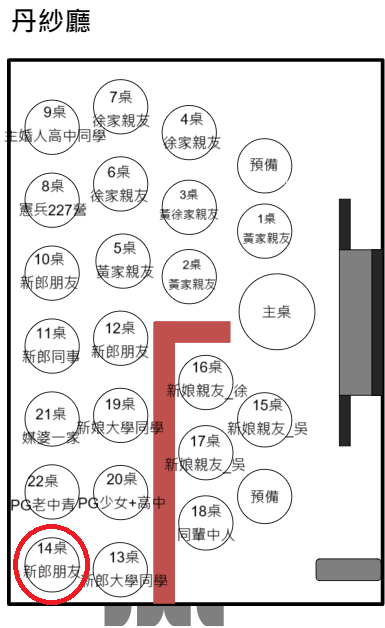 丹紗廳
7桌
徐家親友
9桌
主婚人高中同學
4桌
徐家親友
預備
6桌
徐家親友
8桌
憲兵227營
3桌
黃徐家親友
1桌
黃家親友
5桌
黃家親友
10桌
新郎朋友
2桌
黃家親友
主桌
12桌
新郎朋友
11桌
新郎同事
16桌
新娘親友_徐
15桌
新娘親友_吳
19桌
新娘大學同學
21桌
媒婆一家
17桌
新娘親友_吳
預備
22桌
PG老中青
20桌
PG少女+高中
18桌
同輩中人
14桌
新郎朋友
13桌
新郎大學同學